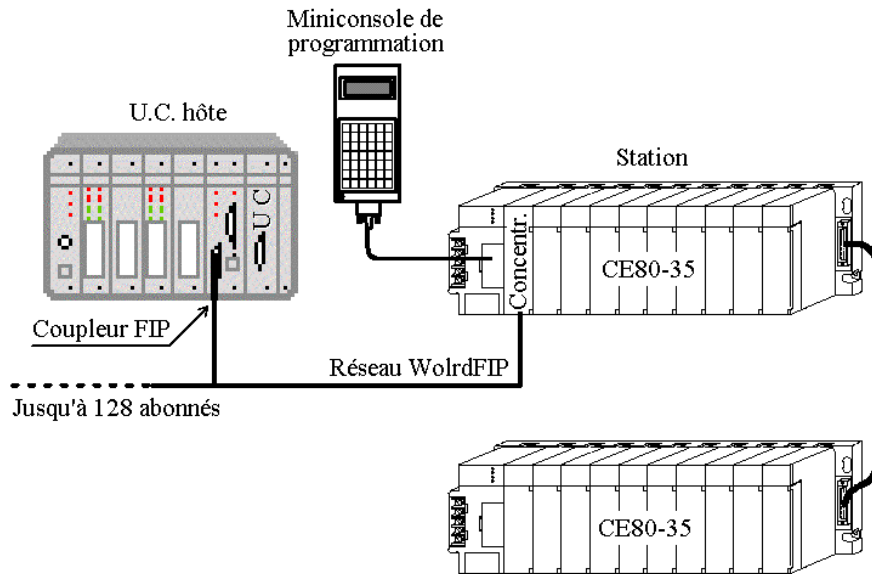 Miniconsole de
programmation
U.C. hôte
Station
U C
Concentr.
CE80-35
Coupleur FIP
Réseau WolrdFIP
Jusqu'à 128 abonnés
CE80-35